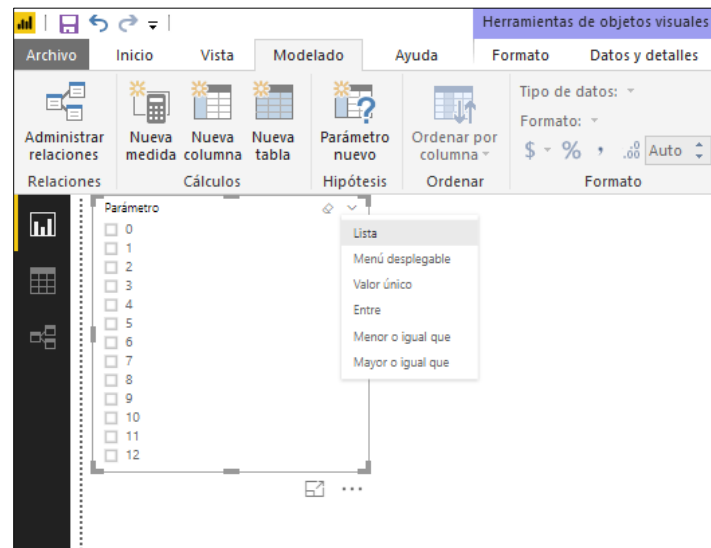 Herramientas de objetos visuales
Archivo Inicio Vista Modelado Ayuda Formato Datos y detalles
Administrar relaciones
Nueva medida
Nueva columna
Nueva tabla
Parámetro nuevo
Ordenar por columna
Tipo de datos:
Formato:
$ % , .00 Auto
Relaciones Cálculos Hipótesis Ordenar Formato
Parámetro
0
1
2
3
4
5
6
7
8
9
10
11
12
Lista
Menú desplegable
Valor único
Entre
Menor o igual que
Mayor o igual que